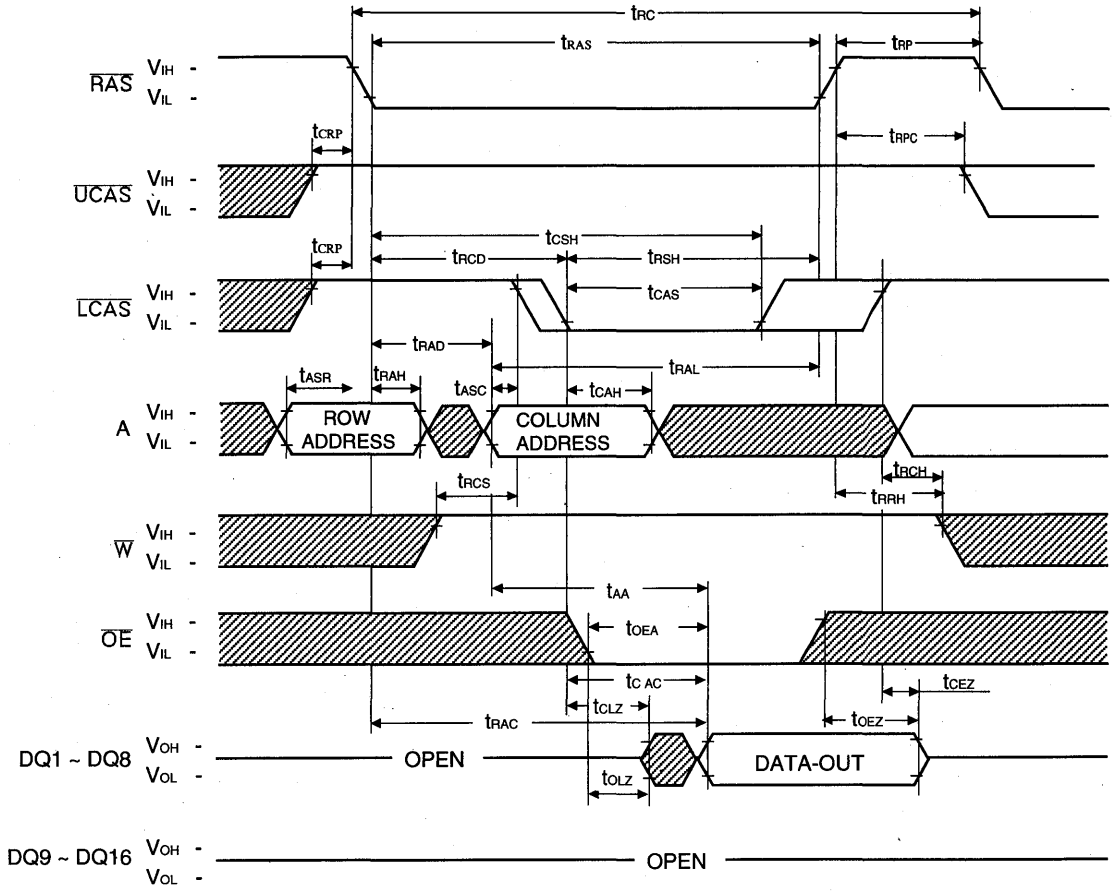 tRC
tRAS
tRP
RAS
VIH -
VIL -
tCRP
tRPC
UCAS
VIH -
VIL -
tCSH
tCRP
tRCD
tRSH
LCAS
VIH -
VIL -
tCAS
tRAD
tRAL
tASR
tRAH
tASC
tCAH
A
VIH -
VIL -
ROW ADDRESS
COLUMN ADDRESS
tRCS
tRCH
tRRH
W
VIH -
VIL -
tAA
OE
VIH -
VIL -
tOEA
tCAC
tCEZ
tCLZ
tRAC
tOEZ
DQ1 ~ DQ8
VOH -
VOL -
OPEN
DATA-OUT
tOLZ
DQ9 ~ DQ16
VOH -
VOL -
OPEN